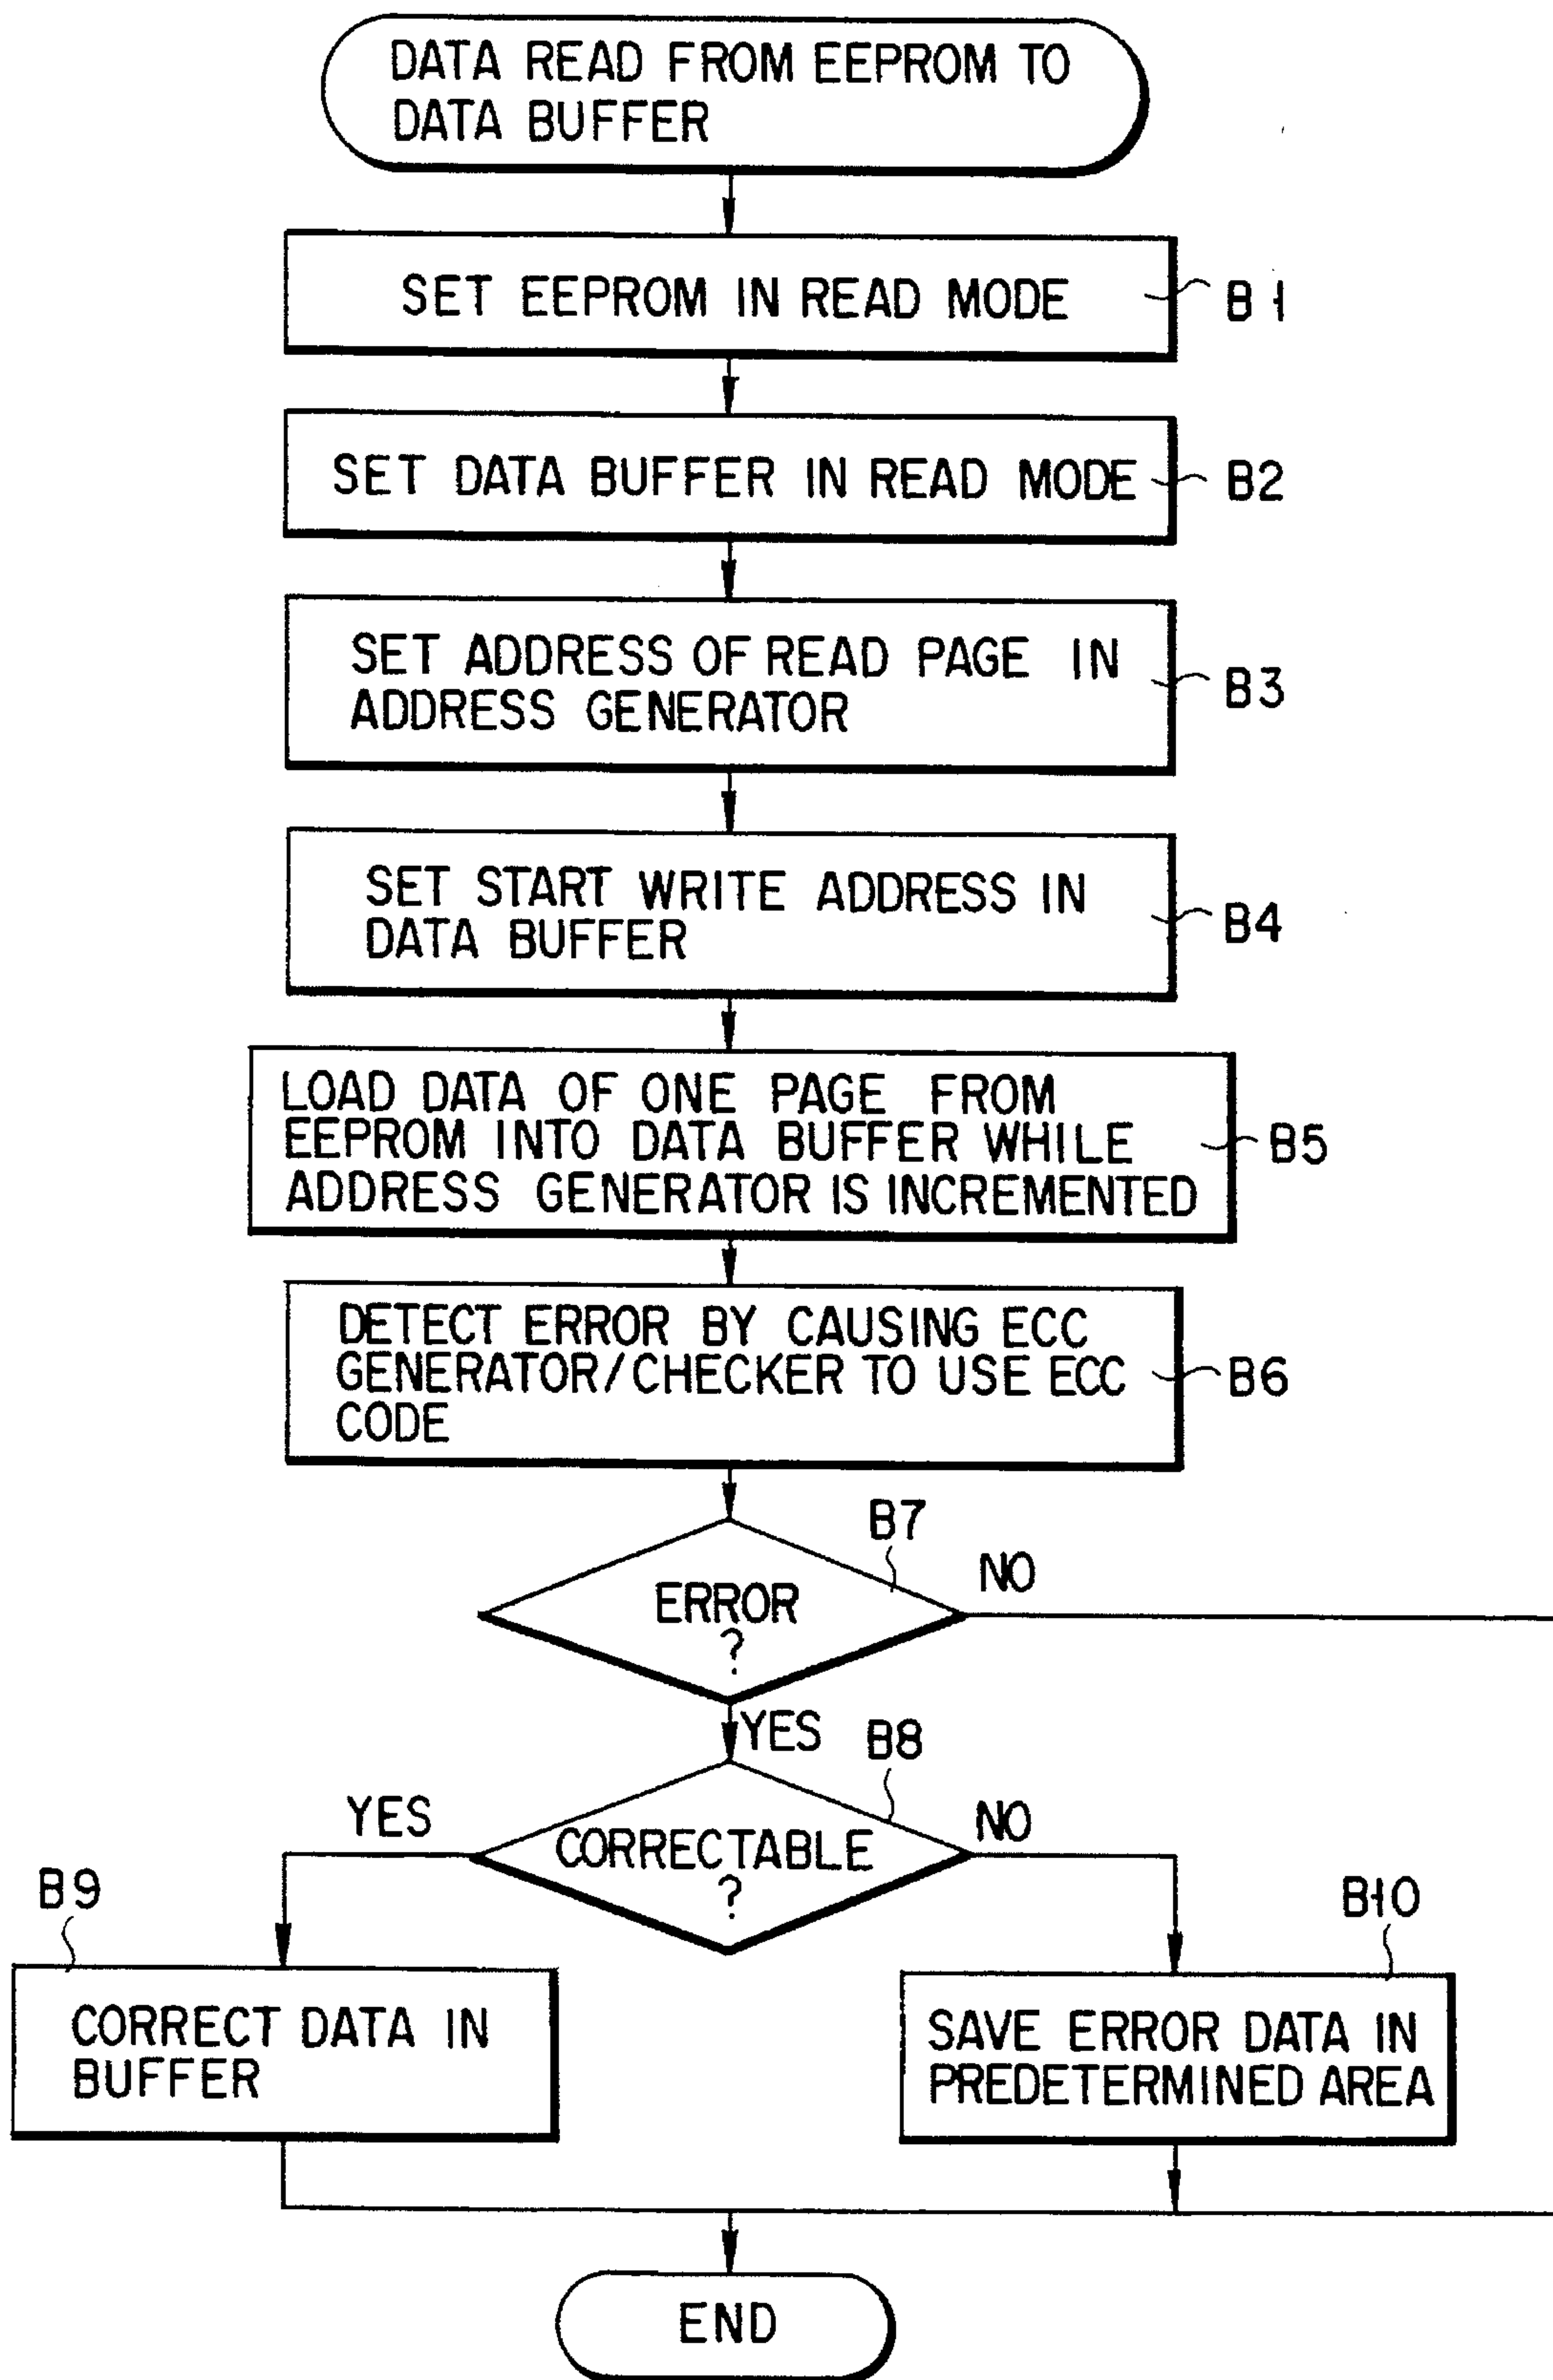 DATA READ FROM EEPROM TO
DATA BUFFER
SET EEPROM IN READ MODE
B1
SET DATA BUFFER IN READ MODE
B2
SET ADDRESS OF READ PAGE IN
ADDRESS GENERATOR
B3
SET START WRITE ADDRESS IN
DATA BUFFER
B4
LOAD DATA OF ONE PAGE FROM
EEPROM INTO DATA BUFFER WHILE
ADDRESS GENERATOR IS INCREMENTED
B5
DETECT ERROR BY CAUSING ECC
GENERATOR/CHECKER TO USE ECC
CODE
B6
B7
NO
ERROR
?
YES
B8
YES
NO
CORRECTABLE
?
B9
B10
CORRECT DATA IN
BUFFER
SAVE ERROR DATA IN
PREDETERMINED AREA
END